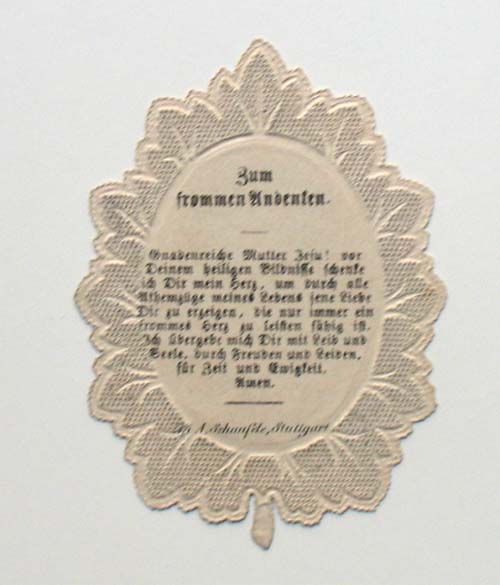 Zum
frommen Andenken.
Gnadenreiche Mutter Jesu! vor
Deinem heiligen Bildnisse schenke
ich Dir mein Herz, um durch alle
Athemzüge meines Lebens jene Liebe
Dir zu erzeigen, die nur immer ein
frommes Herz zu leisten fähig ist.
Ich übergebe mich Dir mit Leib und
Seele, durch Freuden und Leiden,
für Zeit und Ewigkeit.
Amen.
A. Schaufele, Stuttgart